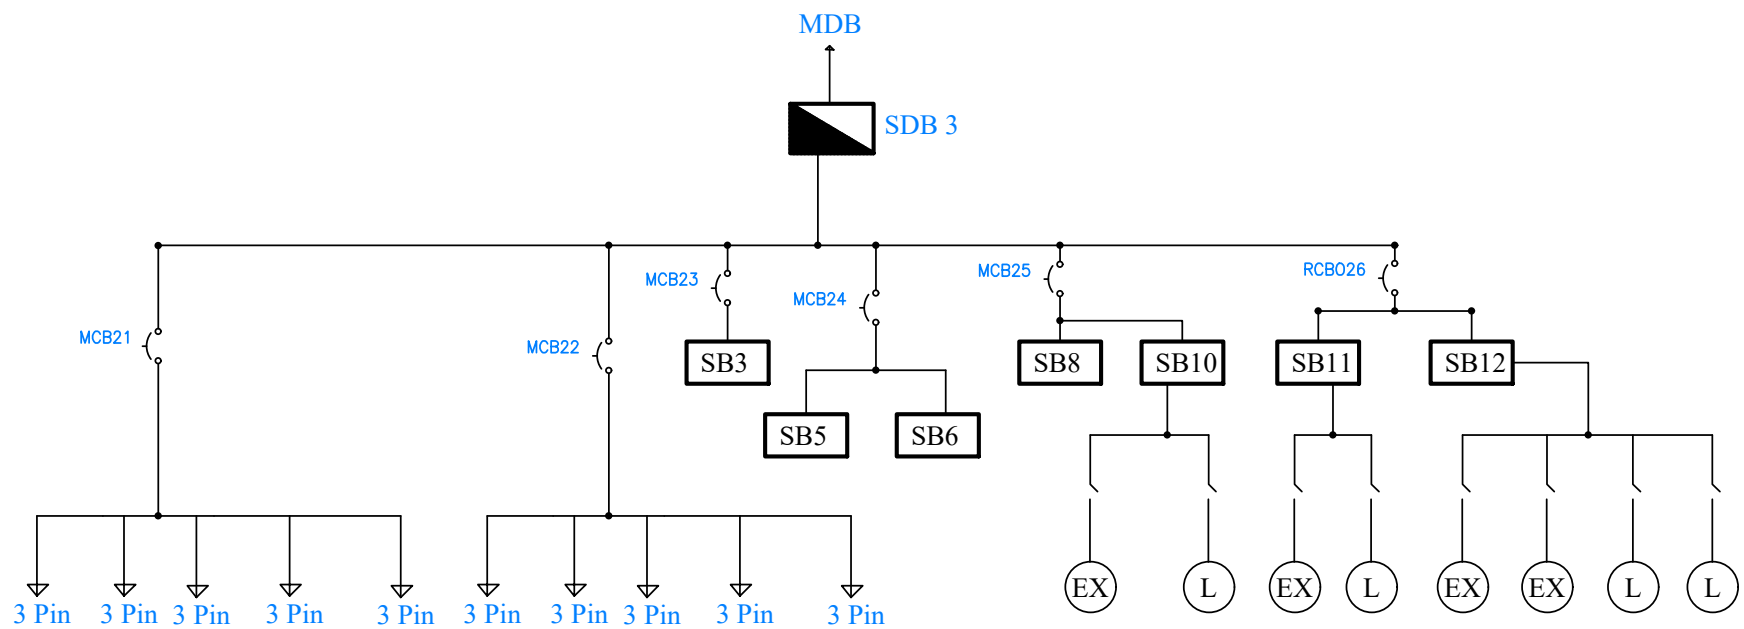 MDB
SDB 3
MCB21
MCB22
MCB23
MCB24
MCB25
RCBO26
SB3
SB5
SB6
SB8
SB10
SB11
SB12
EX
L
EX
L
EX
EX
L
L
3 Pin
3 Pin
3 Pin
3 Pin
3 Pin
3 Pin
3 Pin
3 Pin
3 Pin
3 Pin